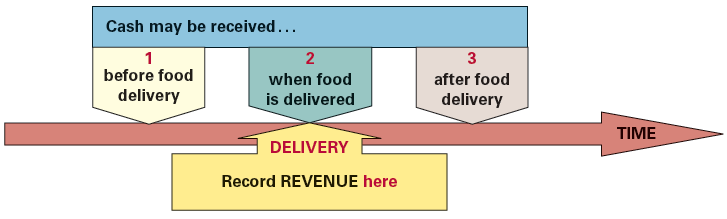 Cash may be received...
1
before food
delivery
2
when food
is delivered
3
after food
delivery
TIME
DELIVERY
Record REVENUE here